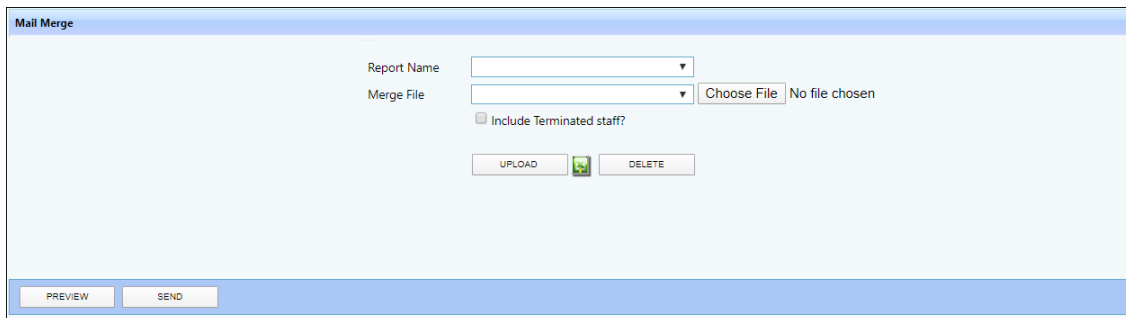 Mail Merge
Report Name
Merge File Choose File No file chosen
Include Terminated staff?
UPLOAD DELETE
PREVIEW SEND